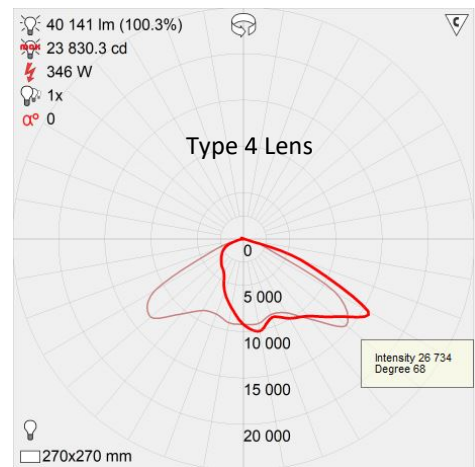 40 141 lm (100.3%)
C
max
23 830.3 cd
346 W
1x
α° 0
Type 4 Lens
0
5 000
10 000
Intensity 26 734
Degree 68
15 000
20 000
270x270 mm